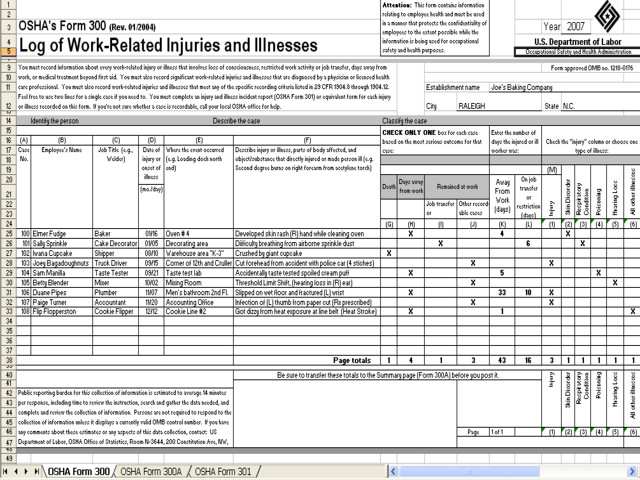 OSHA's Form 300 (Rev. 01/2004)
Log of Work-Related Injuries and Illnesses
Attention: This form contains information
relating to employee health and must be used
in a manner that protects the confidentiality of
employees to the extent possible while the
information is being used for occupational
safety and health purposes.
Year 2007
U.S. Department of Labor
Occupational Safety and Health Administration
You must record information about every work-related injury or illness that involves loss of consciousness, restricted work activity or job transfer, days away from
work, or medical treatment beyond first aid. You must also record significant work-related injuries and illnesses that are diagnosed by a physician or licensed health
care professional. You must also record work-related injuries and illnesses that meet any of the specific recording criteria listed in 29 CFR 1904.8 through 1904.12.
Feel free to use two lines for a single case if you need to. You must complete an injury and illness incident report (OSHA Form 301) or equivalent form for each injury
or illness recorded on this form. If you're not sure whether a case is recordable, call your local OSHA office for help.
Form approved OMB no. 1218-0176
Establishment name Joe's Baking Company
City RALEIGH State N.C.
Identify the person Describe the case Classify the case
CHECK ONLY ONE box for each case
based on the most serious outcome for that
case:
Enter the number of
days the injured or ill
worker was:
Check the "injury" column or choose one
type of illness:
(A) (B) (C) (D) (E) (F)
Case No. Employee's Name Job Title (e.g., Welder) Date of injury or onset of illness (mo./day) Where the event occurred (e.g. Loading dock north end) Describe injury or illness, parts of body affected, and object/substance that directly injured or made person ill (e.g. Second degree burns on right forearm from acetylene torch)
(M)
Death Days away from work Remained at work Away From Work (days) On job transfer or restriction (days)
Job transfer or Other record-able cases
Injury Skin Disorder Respiratory Condition Poisoning Hearing Loss All other illnesses
(G) (H) (I) (J) (K) (L) (1) (2) (3) (4) (5) (6)
100 Elmer Fudge Baker 01/16 Oven # 4 Developed skin rash (R) hand while cleaning oven X 4 X
101 Sally Sprinkle Cake Decorator 01/05 Decorating area Difficulty breathing from airborne sprinkle dust X 6 X
102 Ivana Cupcake Shipper 08/10 Warehouse area "K-3" Crushed by giant cupcake X
103 Joey Bagadoughnuts Truck Driver 09/15 Corner of 12th and Cruller Cut forehead from accident with police car (4 stiches) X X
104 Sam Manilla Taste Tester 09/21 Taste test lab Accidentally taste tested spoiled cream puff X 5 X
105 Betty Blender Mixer 10/02 Mixing Room Threshold Limit Shift, (hearing loss in (R) ear) X X
106 Duane Pipes Plumber 11/07 Men's bathroom 2nd Fl. Slipped on wet floor and fractured (L) wrist X 33 10 X
107 Paige Turner Accountant 11/20 Accounting Office Infection of (L) thumb from paper cut (Rx prescribed) X X
108 Flip Flopperston Cookie Flipper 12/12 Cookie Line #2 Got dizzy from heat exposure at line belt (Heat Stroke) X 1 X
Page totals 1 4 1 3 43 16 3 1 1 1 1 1
Be sure to transfer these totals to the Summary page (Form 300A) before you post it.
Injury Skin Disorder Respiratory Condition Poisoning Hearing Loss All other illnesses
Public reporting burden for this collection of information is estimated to average 14 minutes
per response, including time to review the instruction, search and gather the data needed, and
complete and review the collection of information. Persons are not required to respond to the
collection of information unless it displays a currently valid OMB control number. If you have
any comments about these estimates or any aspects of this data collection, contact: US
Department of Labor, OSHA Office of Statistics, Room N-3644, 200 Constitution Ave, NW,
Page 1 of 1 (1) (2) (3) (4) (5) (6)
OSHA Form 300 OSHA Form 300A OSHA Form 301